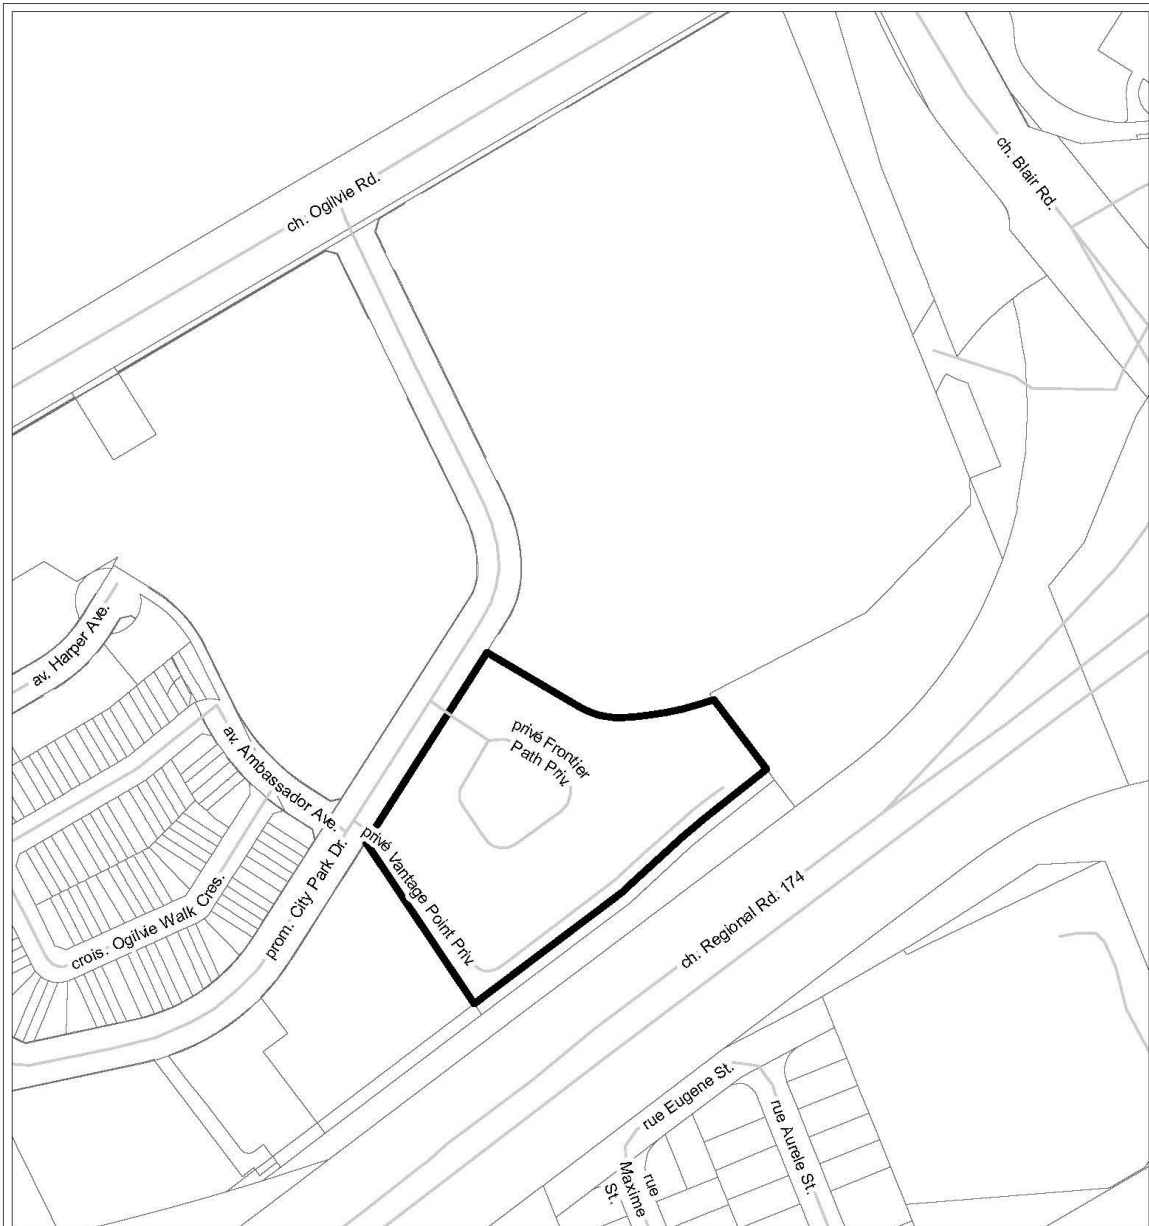 ch. Ogilvie Rd.
ch. Blair Rd.
av. Harper Ave.
av. Ambassador Ave.
privé Frontier
Path Priv.
privé Vantage Point Priv.
prom. City Park Dr.
crois. Ogilvie Walk Cres.
ch. Regional Rd. 174
rue Eugene St.
rue Aurele St.
rue
Maxime
St.